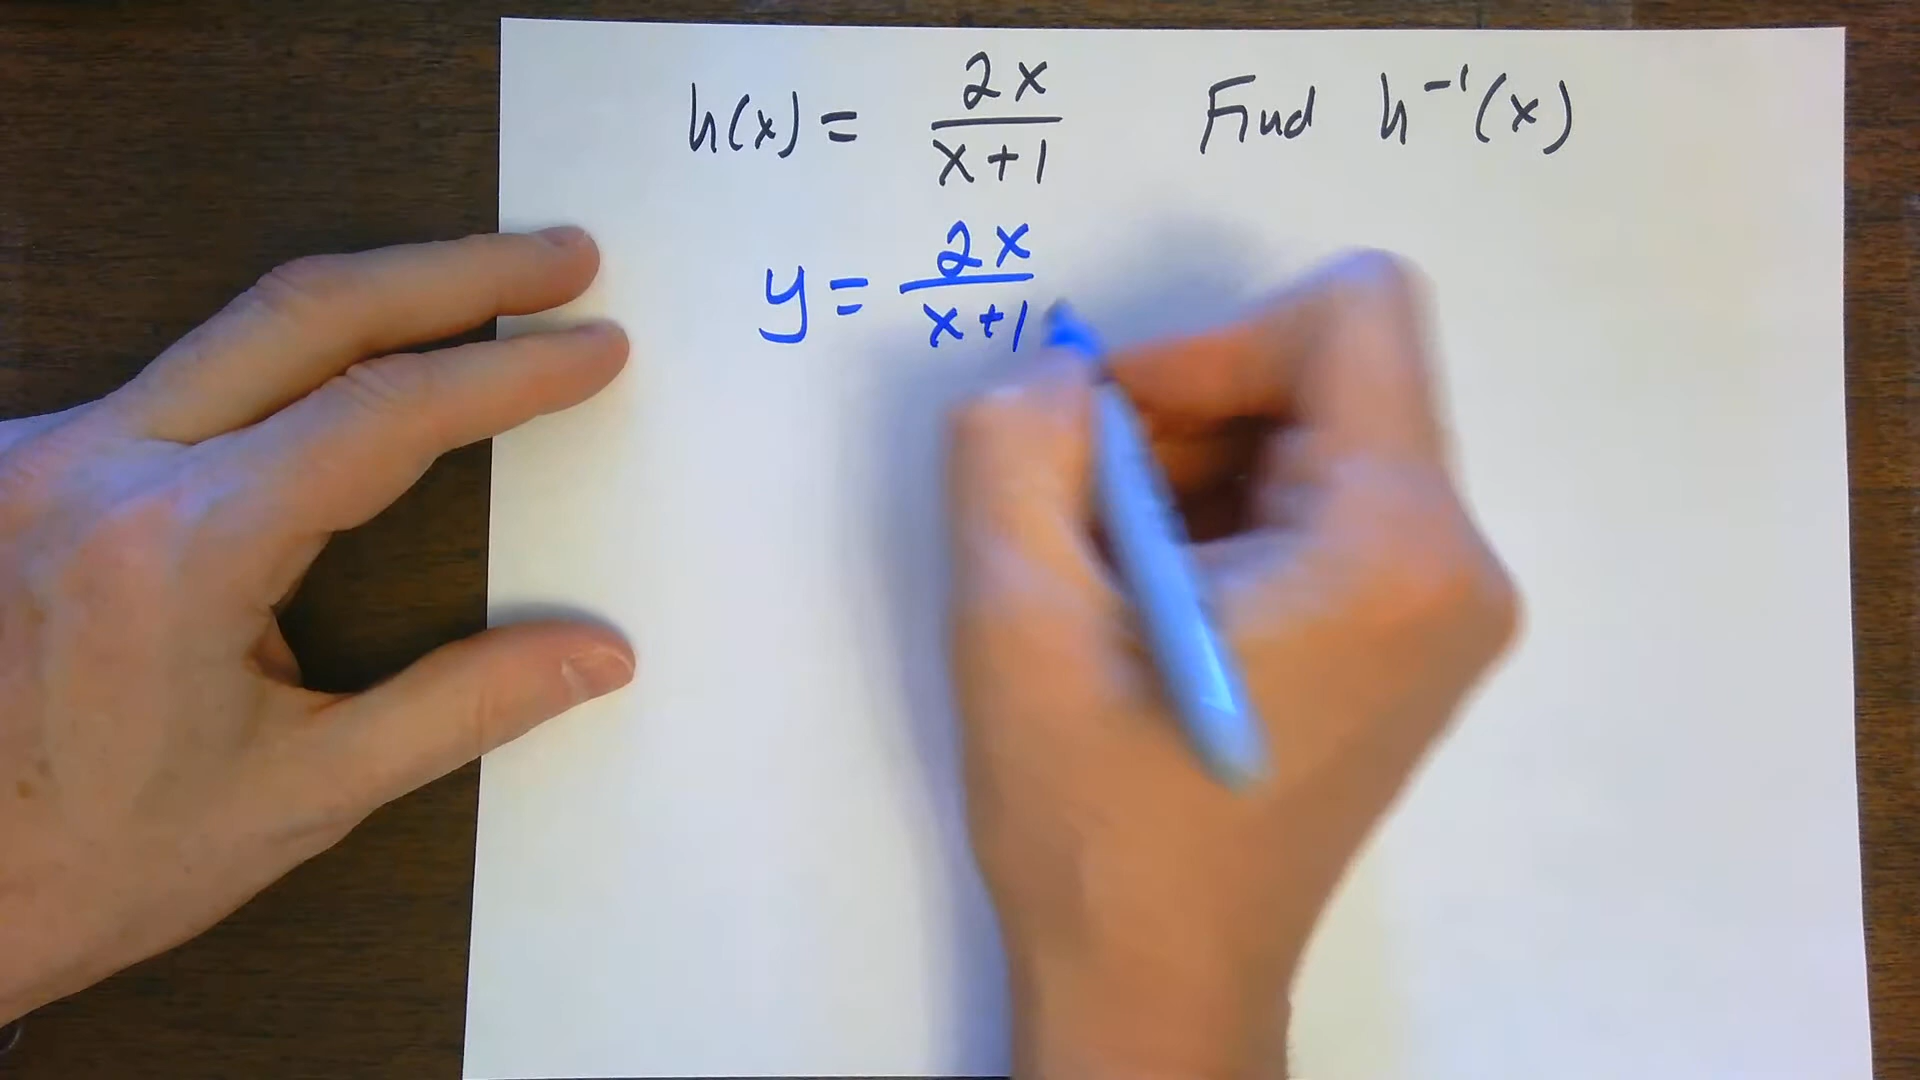 h(x) = 2x/(x+1) Find h⁻¹(x)
y = 2x/(x+1)